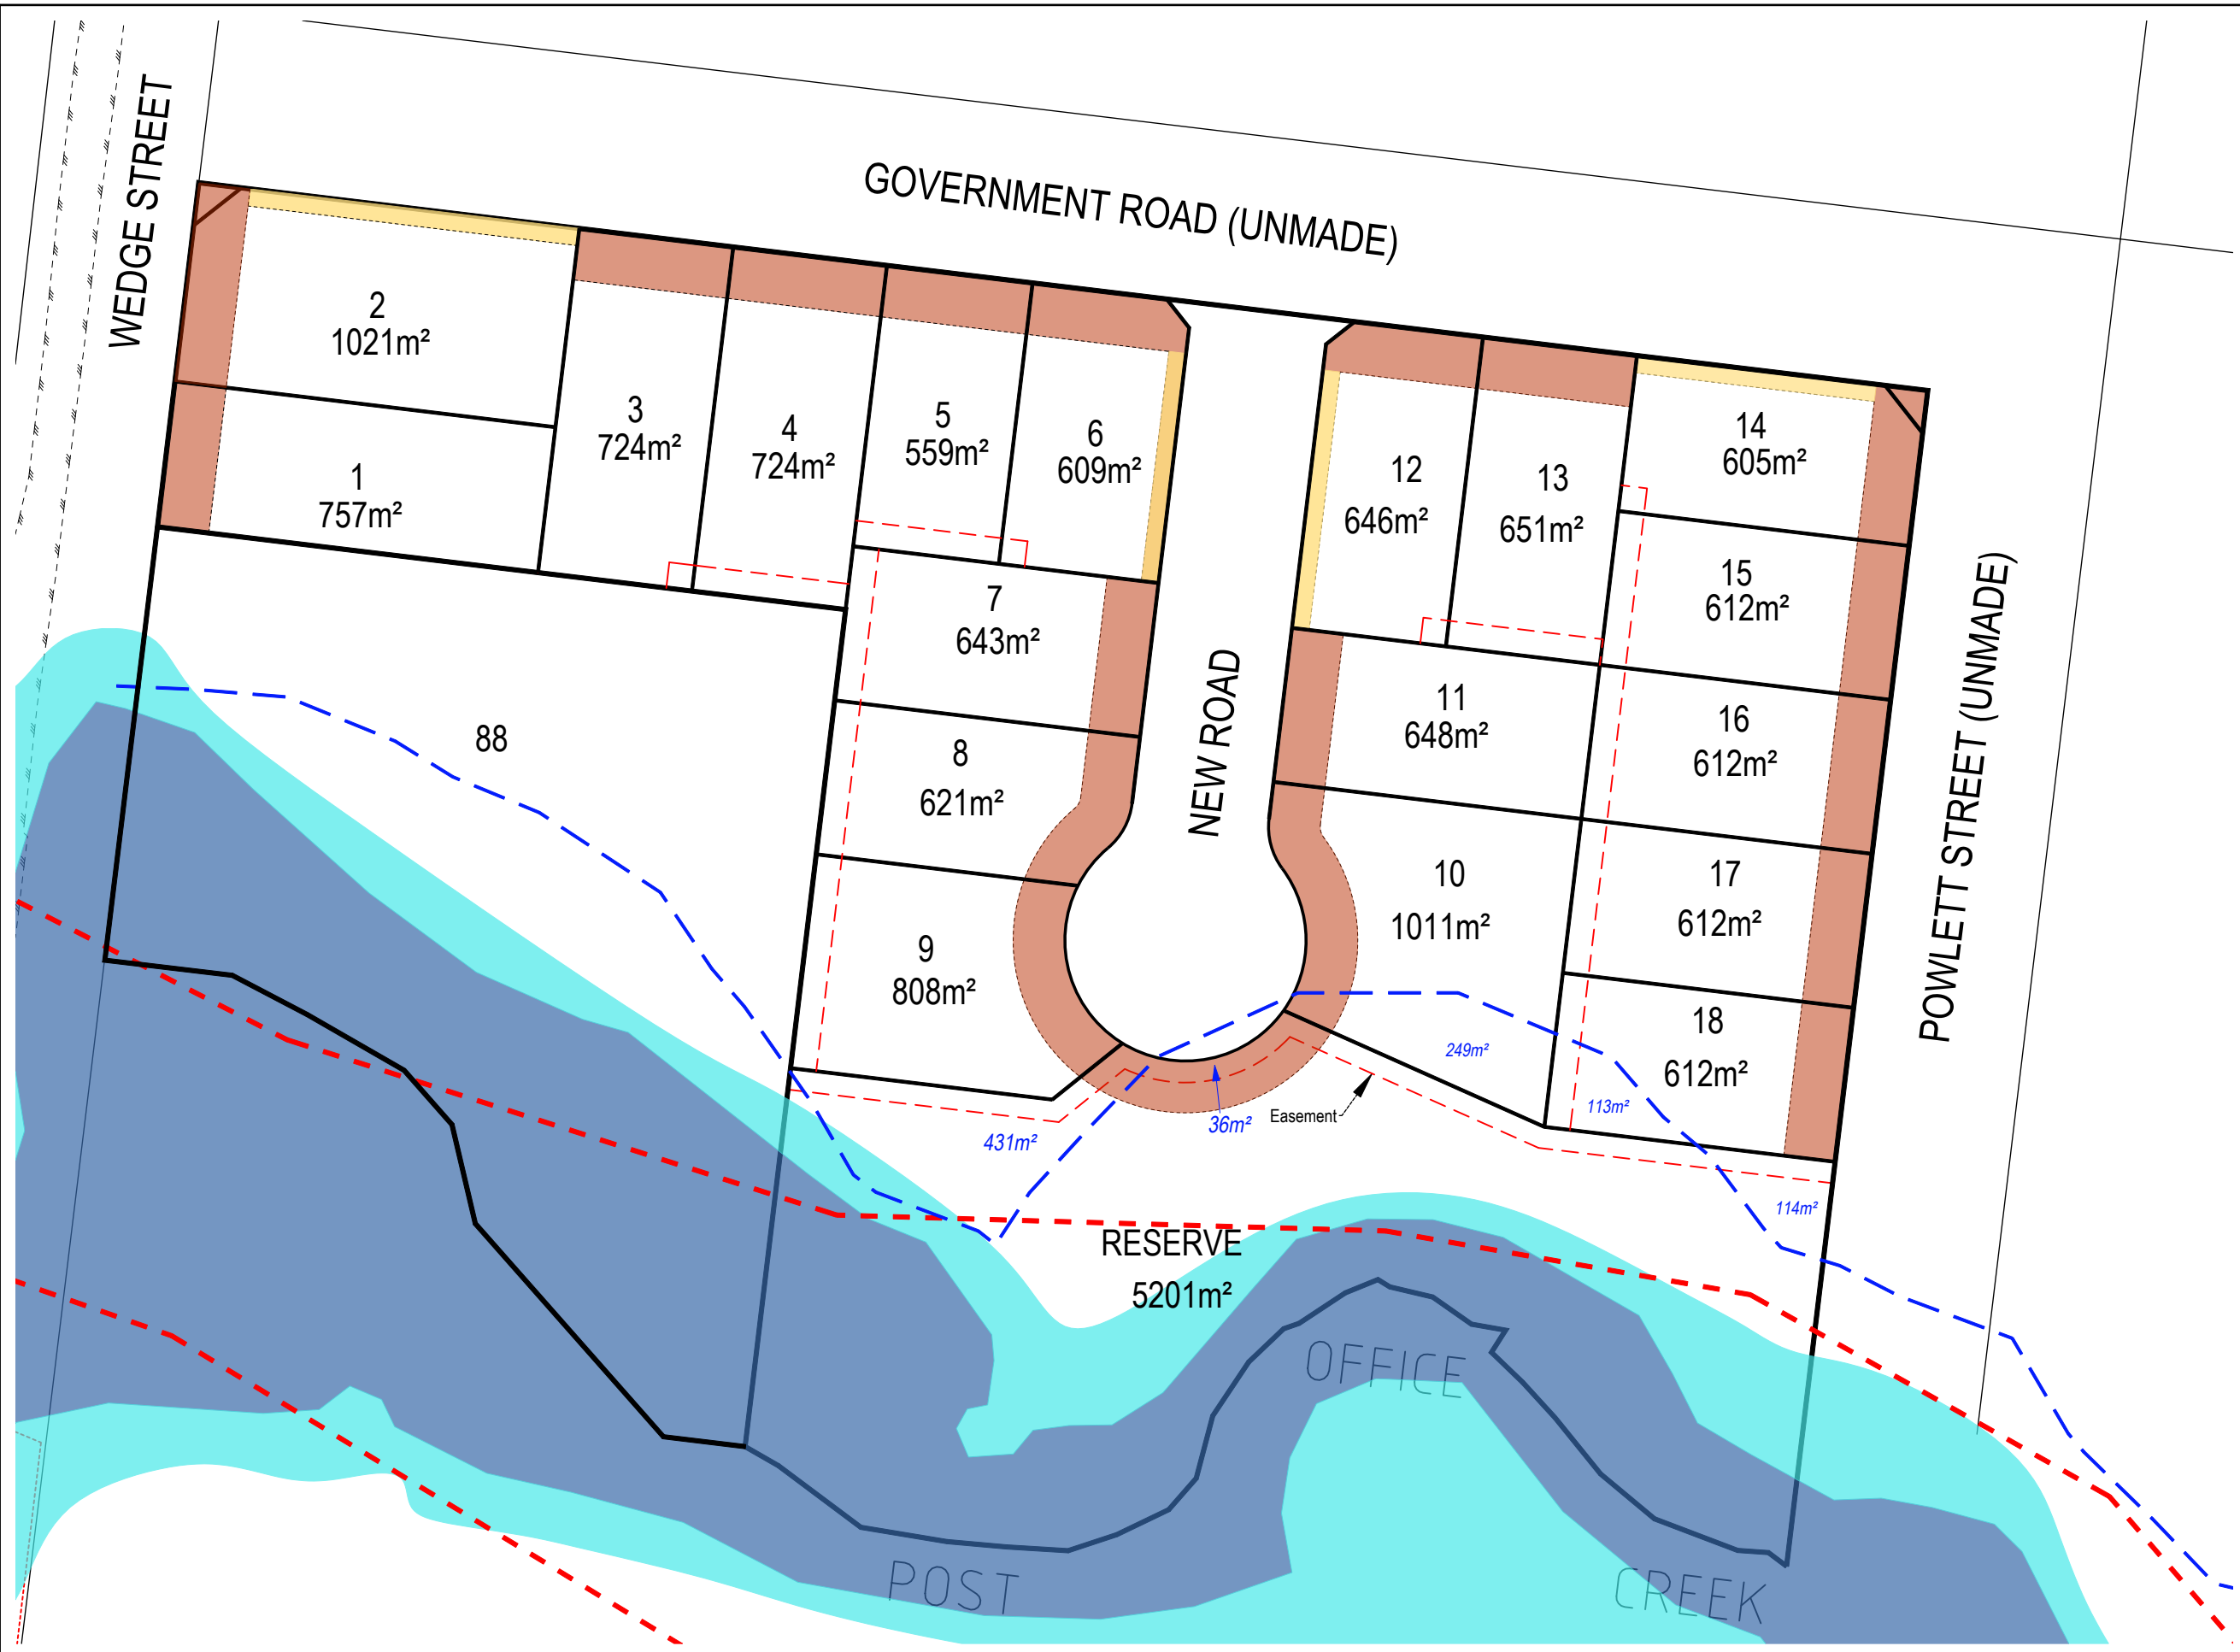 WEDGE STREET
GOVERNMENT ROAD (UNMADE)
2
1021m²
1
757m²
3
724m²
4
724m²
5
559m²
6
609m²
7
643m²
8
621m²
9
808m²
NEW ROAD
12
646m²
13
651m²
11
648m²
10
1011m²
14
605m²
15
612m²
16
612m²
17
612m²
18
612m²
POWLETT STREET (UNMADE)
88
249m²
113m²
114m²
431m²
36m²
Easement
RESERVE
5201m²
POST
OFFICE
CREEK